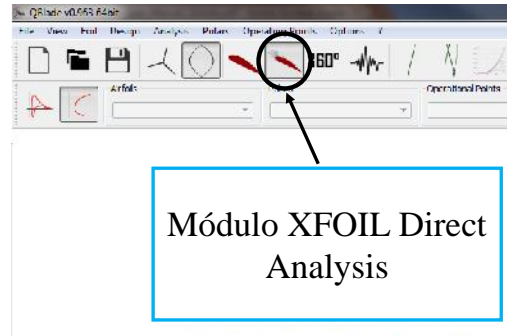 QBlade v0.963 64bit
File View Foil Design Analysis Polars Operating Points Options ?
360°
Airfoils
Operational Points
Módulo XFOIL Direct
Analysis